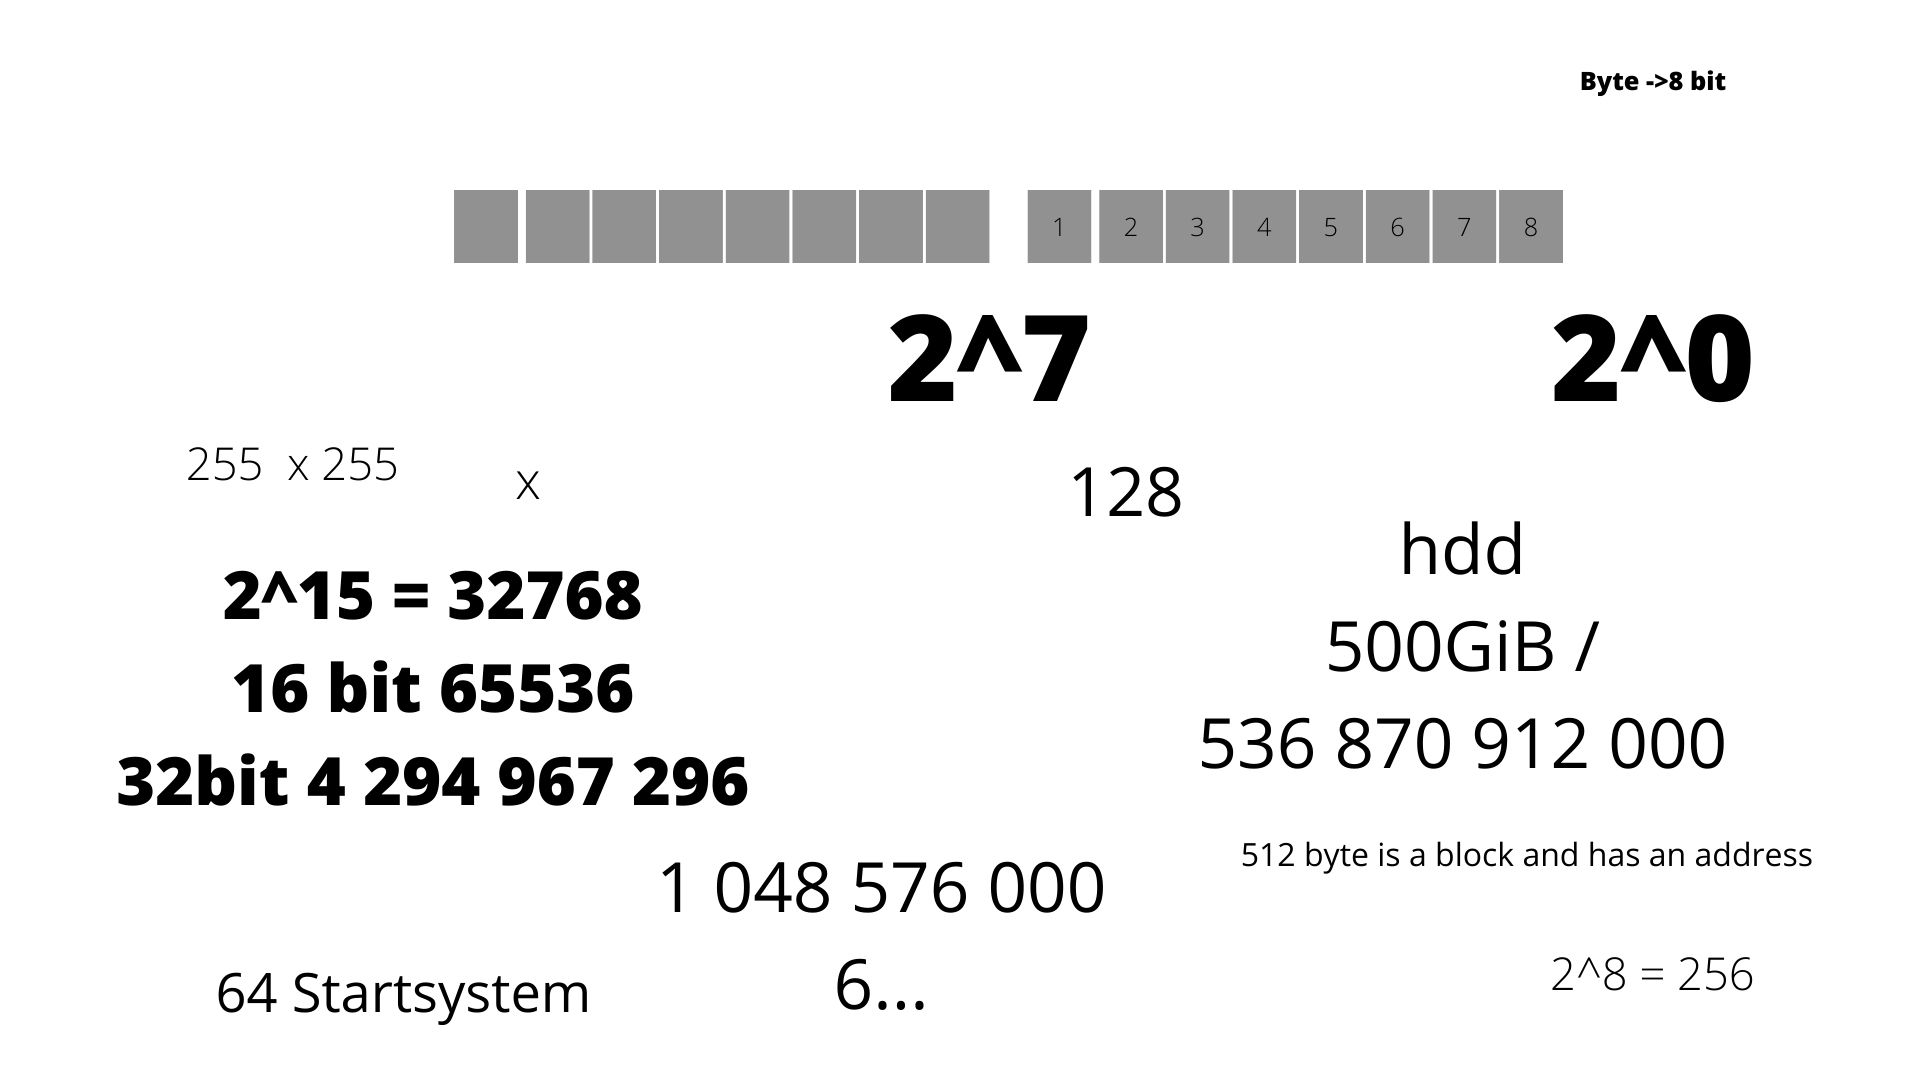 Byte ->8 bit
1 2 3 4 5 6 7 8
2^7 2^0
255 x 255
x
128
2^15 = 32768
16 bit 65536
32bit 4 294 967 296
hdd
500GiB /
536 870 912 000
512 byte is a block and has an address
1 048 576 000
6...
64 Startsystem
2^8 = 256